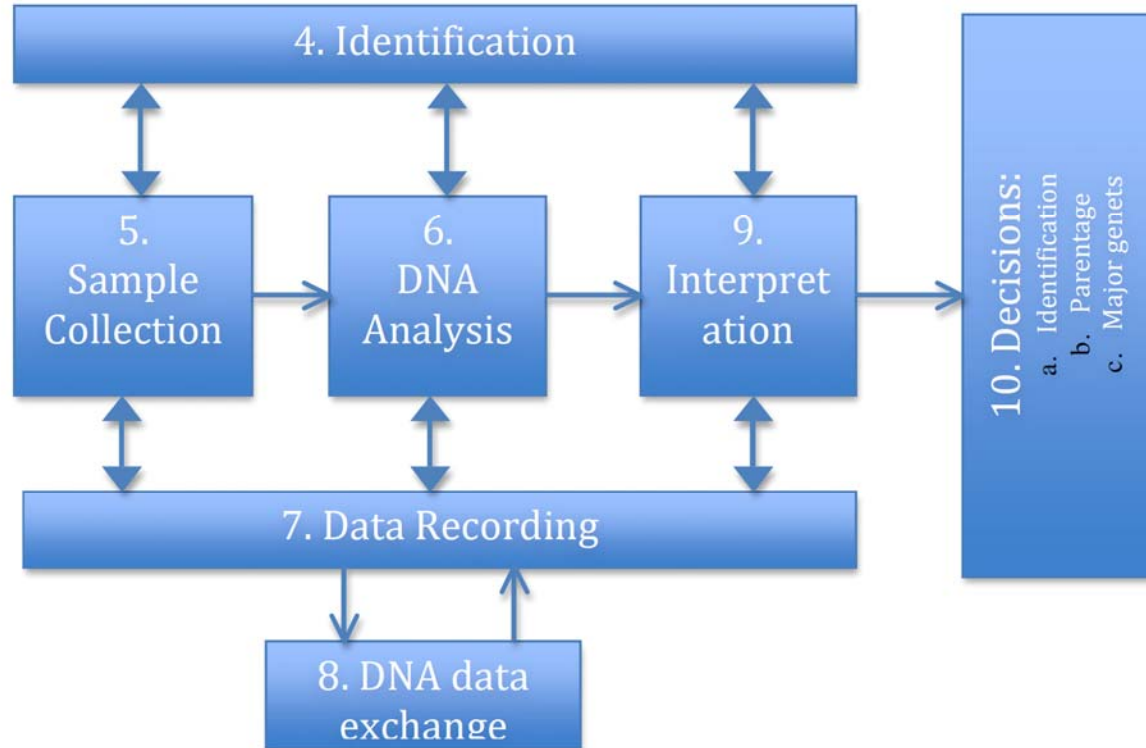 4. Identification
5.
Sample
Collection
6.
DNA
Analysis
9.
Interpret
ation
10. Decisions:
a. Identification
b. Parentage
c. Major genets
7. Data Recording
8. DNA data
exchange